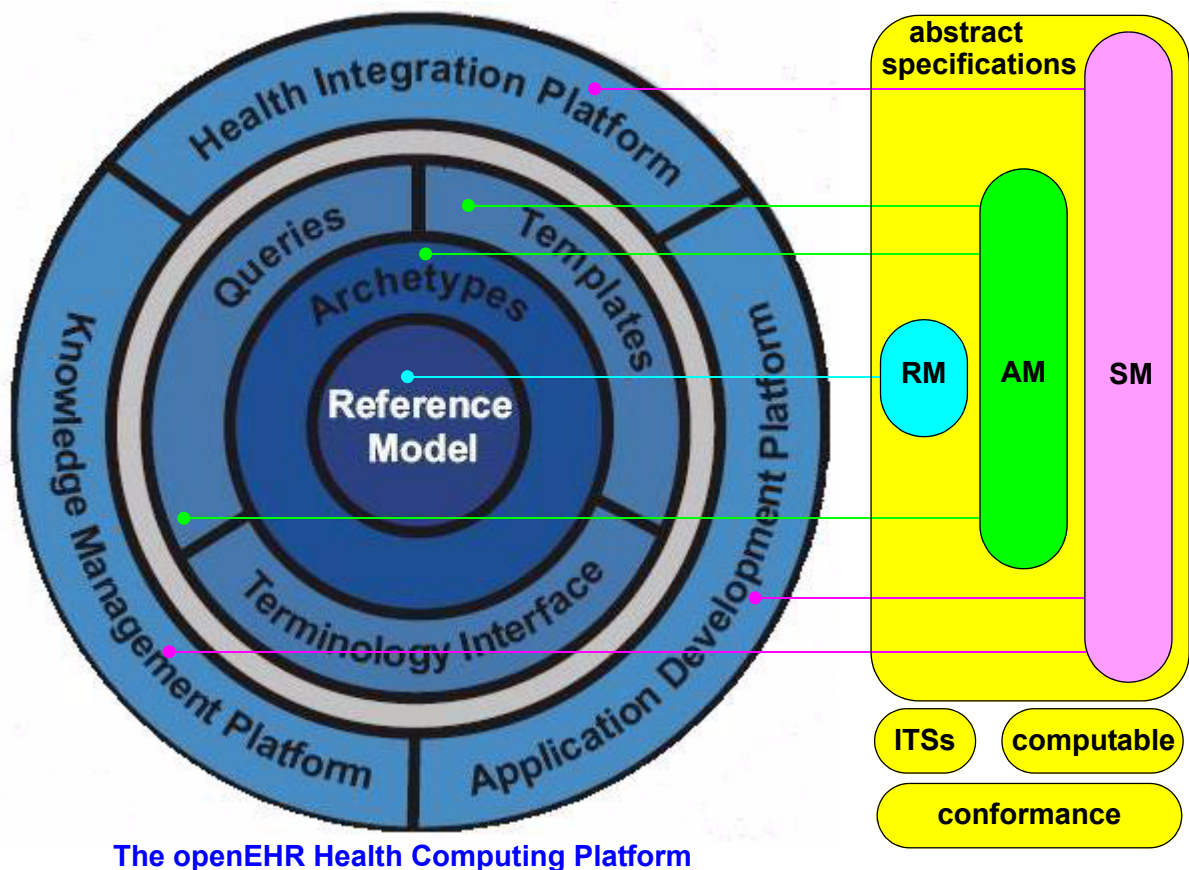 Health Integration Platform
Queries
Templates
Archetypes
Reference
Model
Terminology Interface
Knowledge Management Platform
Application Development Platform
The openEHR Health Computing Platform
abstract
specifications
RM
AM
SM
ITSs
computable
conformance